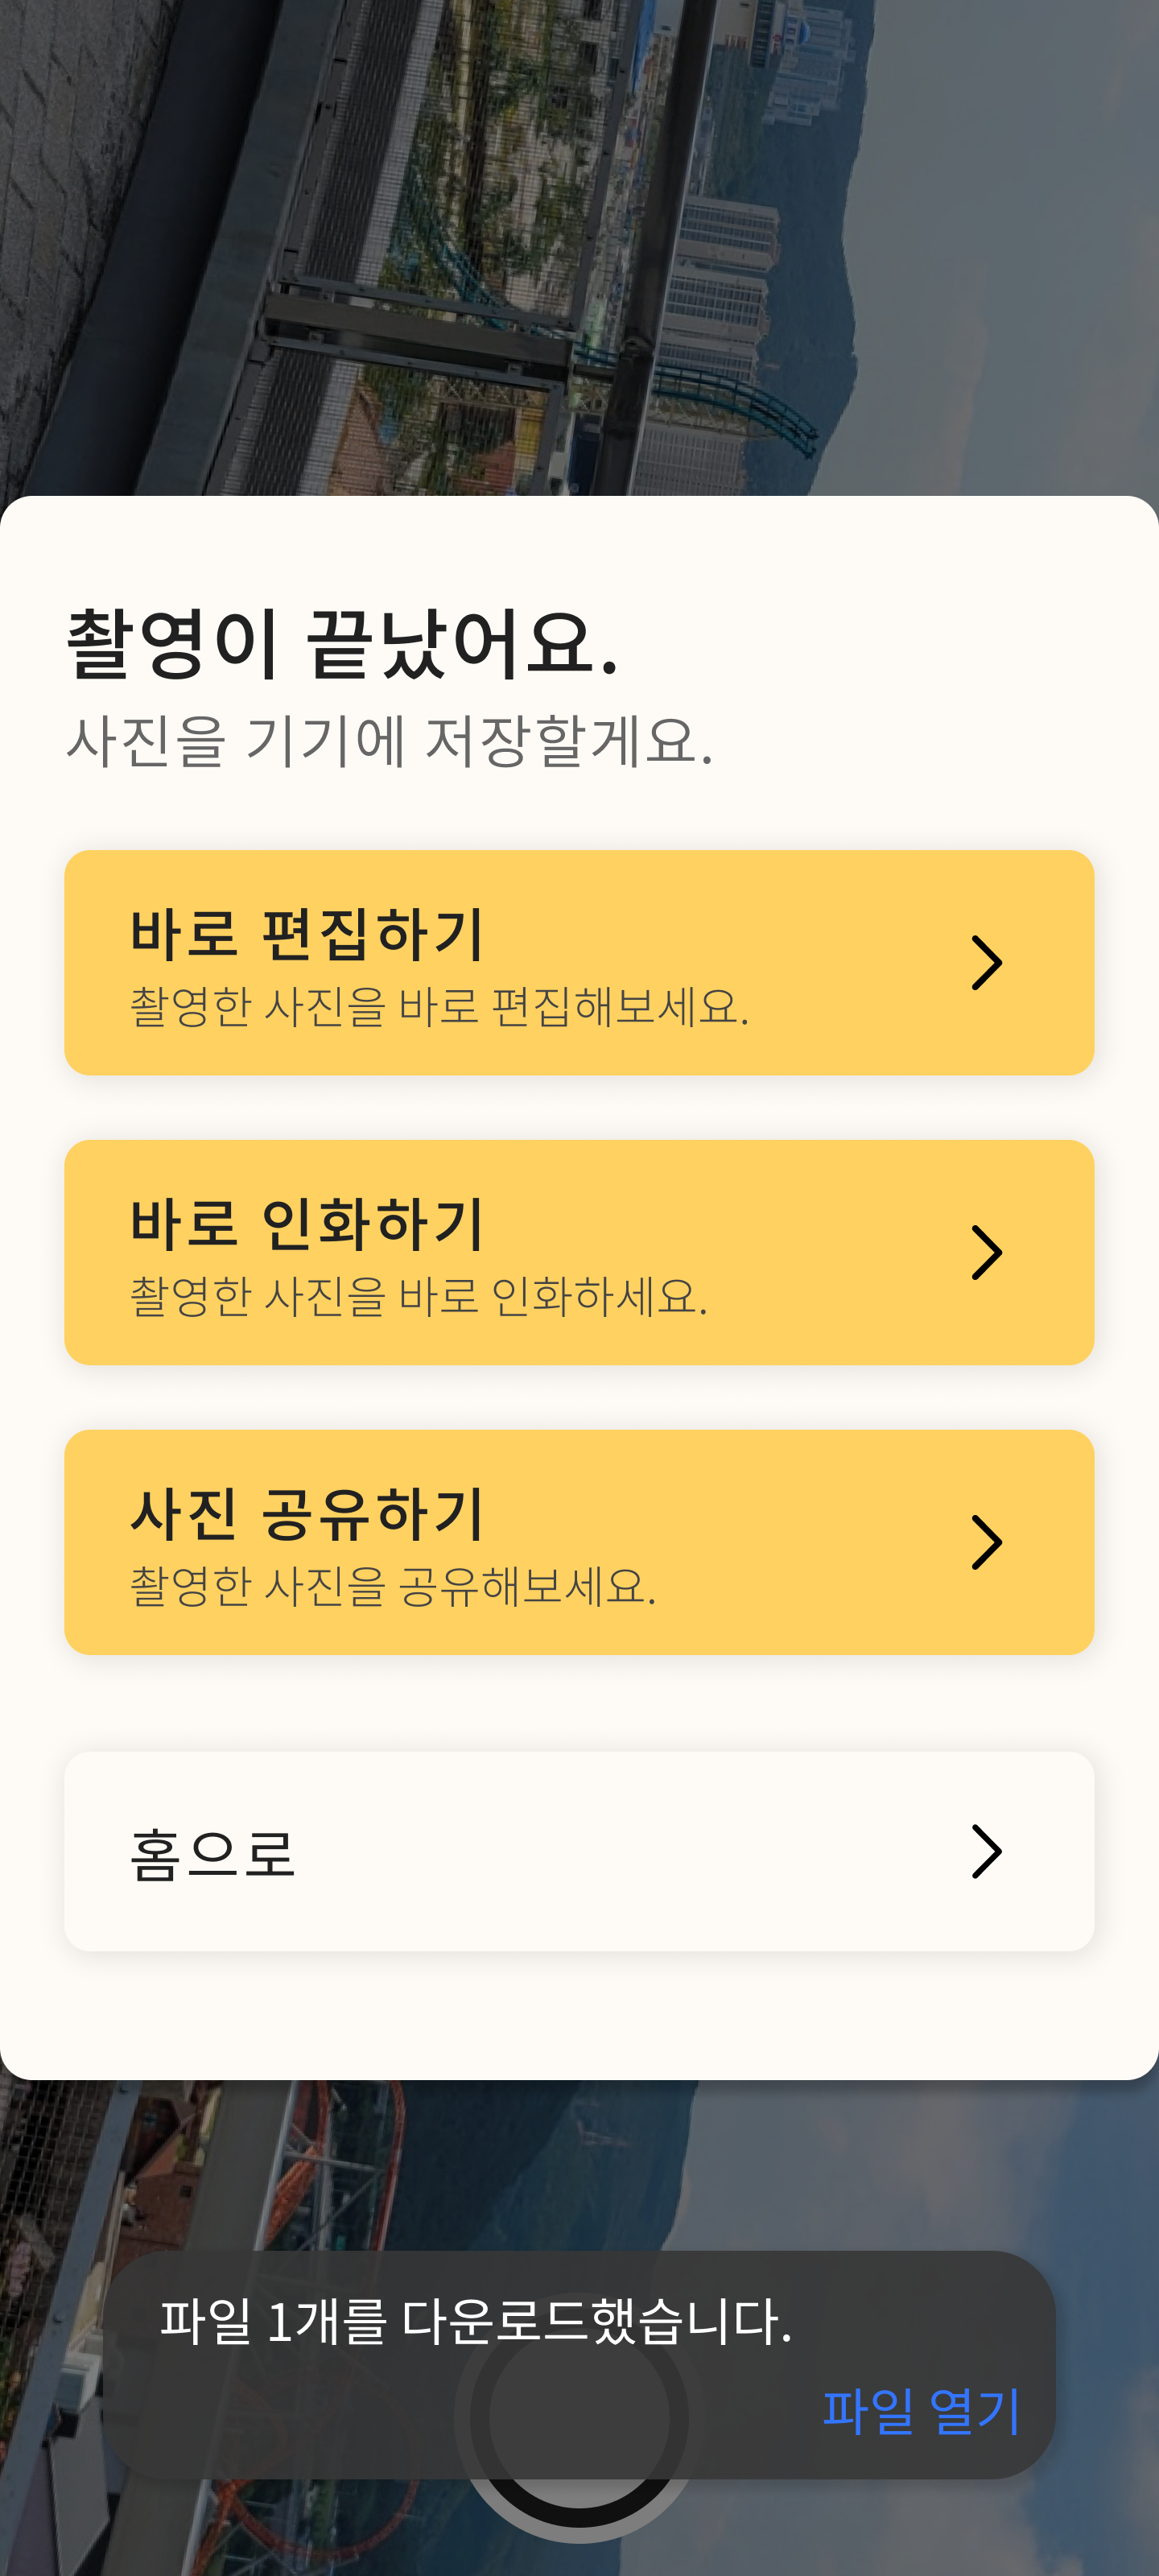 촬영이 끝났어요.
사진을 기기에 저장할게요.
바로 편집하기
촬영한 사진을 바로 편집해보세요.
바로 인화하기
촬영한 사진을 바로 인화하세요.
사진 공유하기
촬영한 사진을 공유해보세요.
홈으로
파일 1개를 다운로드했습니다.
파일 열기